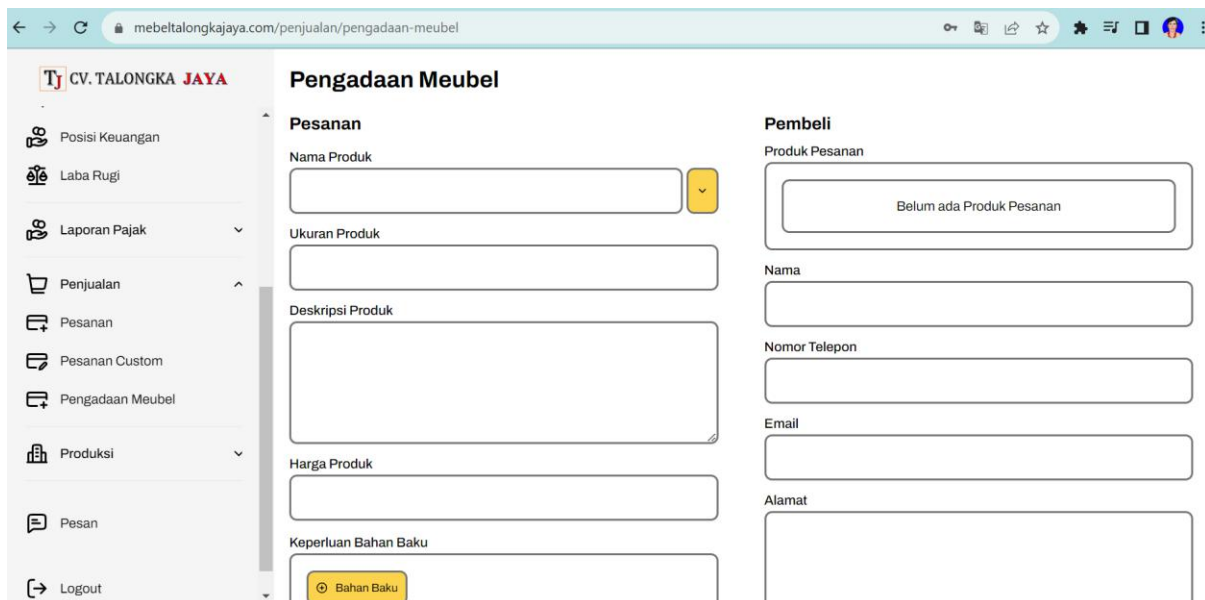 mebeltalongkajaya.com/penjualan/pengadaan-meubel
TJ CV. TALONGKA JAYA
Posisi Keuangan
Laba Rugi
Laporan Pajak
Penjualan
Pesanan
Pesanan Custom
Pengadaan Meubel
Produksi
Pesan
Logout
Pengadaan Meubel
Pesanan
Nama Produk
Ukuran Produk
Deskripsi Produk
Harga Produk
Keperluan Bahan Baku
Bahan Baku
Pembeli
Produk Pesanan
Belum ada Produk Pesanan
Nama
Nomor Telepon
Email
Alamat